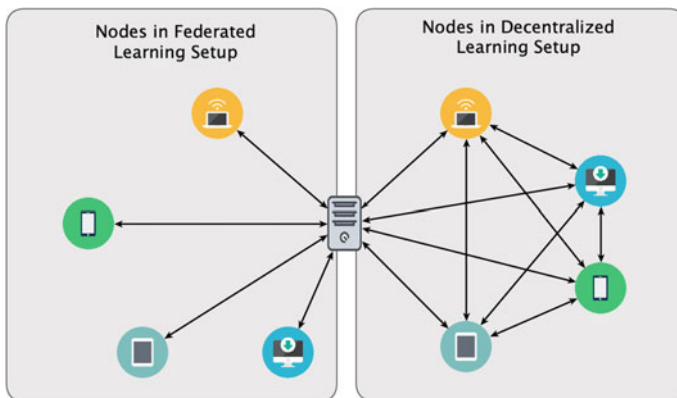 Nodes in Federated
Learning Setup
Nodes in Decentralized
Learning Setup